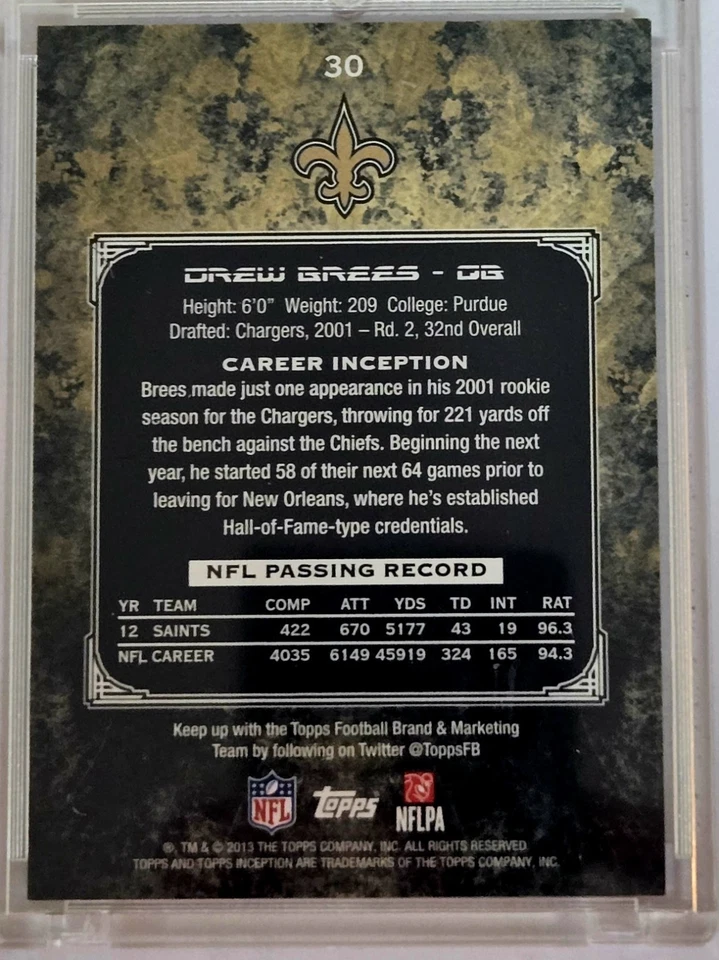 30
DREW BREES - QB
Height: 6'0" Weight: 209 College: Purdue
Drafted: Chargers, 2001 – Rd. 2, 32nd Overall
CAREER INCEPTION
Brees made just one appearance in his 2001 rookie
season for the Chargers, throwing for 221 yards off
the bench against the Chiefs. Beginning the next
year, he started 58 of their next 64 games prior to
leaving for New Orleans, where he's established
Hall-of-Fame-type credentials.
NFL PASSING RECORD
YR TEAM COMP ATT YDS TD INT RAT
12 SAINTS 422 670 5177 43 19 96.3
NFL CAREER 4035 6149 45919 324 165 94.3
Keep up with the Topps Football Brand & Marketing
Team by following on Twitter @ToppsFB
NFL topps NFLPA
®, TM & © 2013 THE TOPPS COMPANY, INC. ALL RIGHTS RESERVED.
TOPPS AND TOPPS INCEPTION ARE TRADEMARKS OF THE TOPPS COMPANY, INC.